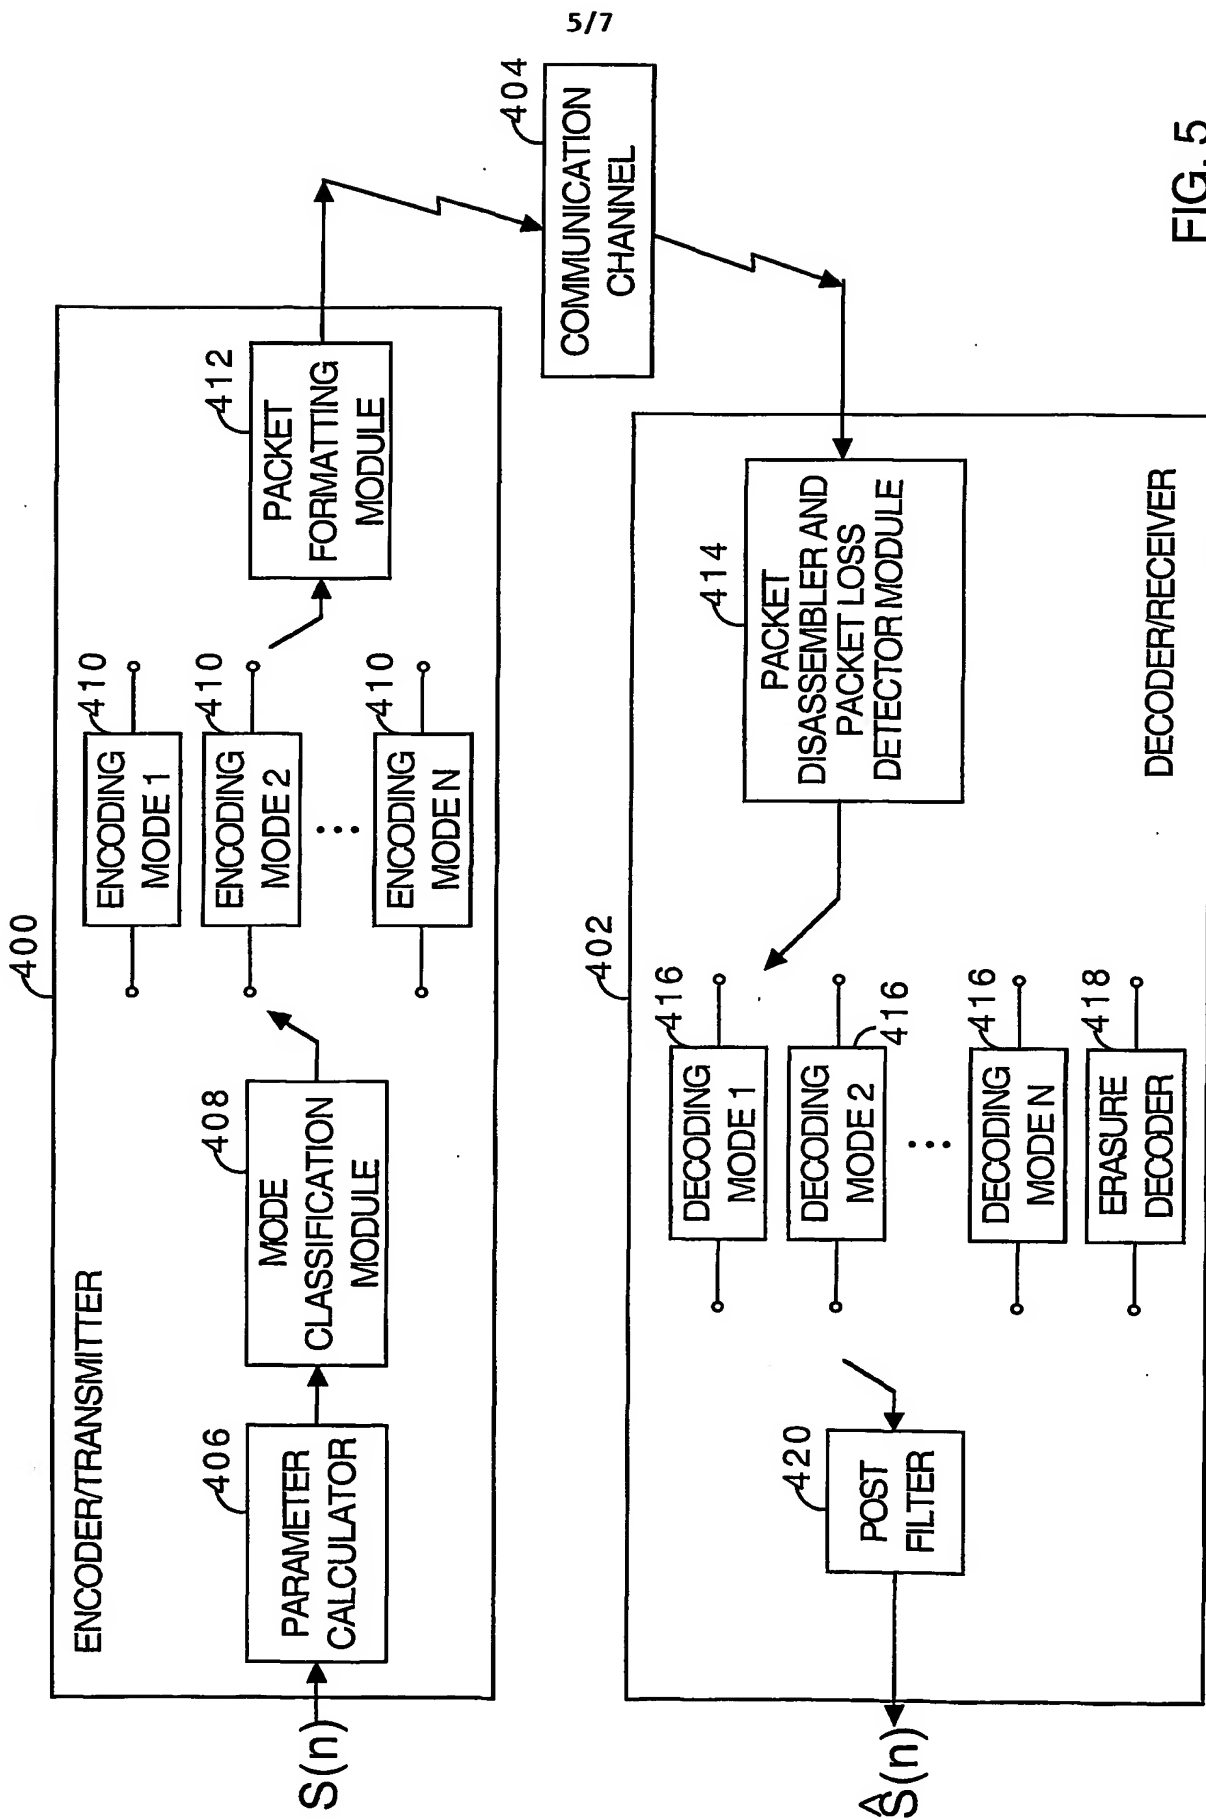 5/7
400
ENCODER/TRANSMITTER
S(n)
406
PARAMETER
CALCULATOR
408
MODE
CLASSIFICATION
MODULE
410
ENCODING
MODE 1
410
ENCODING
MODE 2
...
410
ENCODING
MODE N
412
PACKET
FORMATTING
MODULE
404
COMMUNICATION
CHANNEL
402
414
PACKET
DISASSEMBLER AND
PACKET LOSS
DETECTOR MODULE
416
DECODING
MODE 1
416
DECODING
MODE 2
...
416
DECODING
MODE N
418
ERASURE
DECODER
420
POST
FILTER
Ŝ(n)
DECODER/RECEIVER
FIG. 5